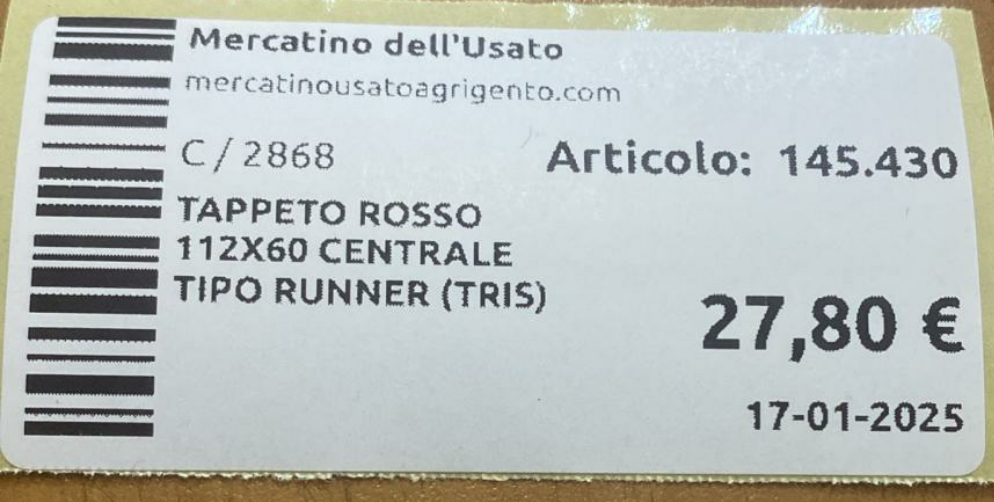 Mercatino dell'Usato
mercatinousatoagrigento.com
C/2868
Articolo: 145.430
TAPPETO ROSSO
112X60 CENTRALE
TIPO RUNNER (TRIS)
27,80 €
17-01-2025